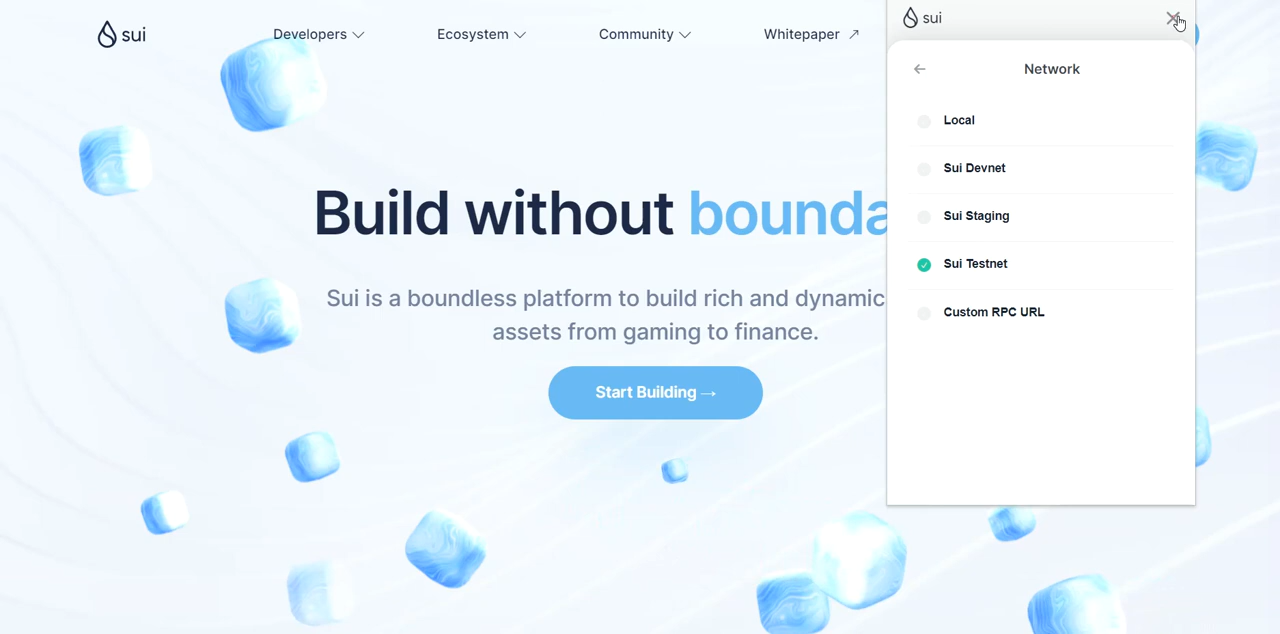 sui
Developers
Ecosystem
Community
Whitepaper ↗
Build without bounda
Sui is a boundless platform to build rich and dynamic
assets from gaming to finance.
Start Building →
sui
Network
Local
Sui Devnet
Sui Staging
Sui Testnet
Custom RPC URL